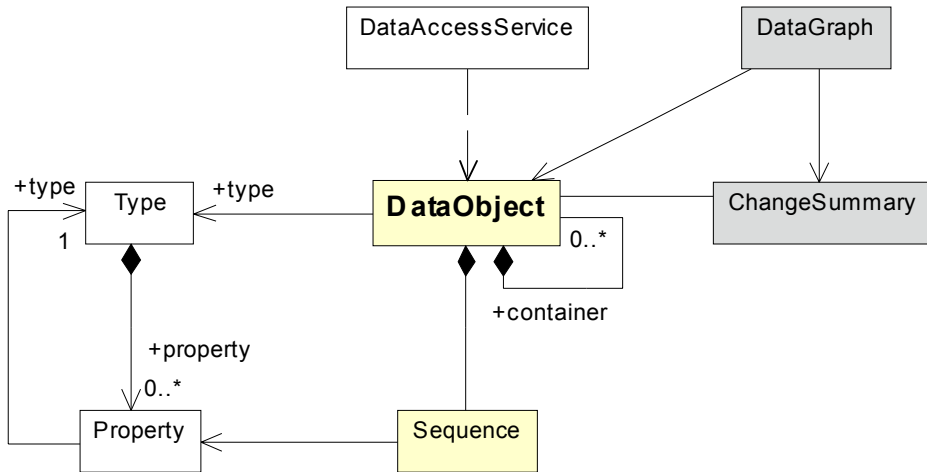 DataAccessService
DataGraph
+type
Type
+type
DataObject
ChangeSummary
1
0..*
+container
+property
0..*
Property
Sequence